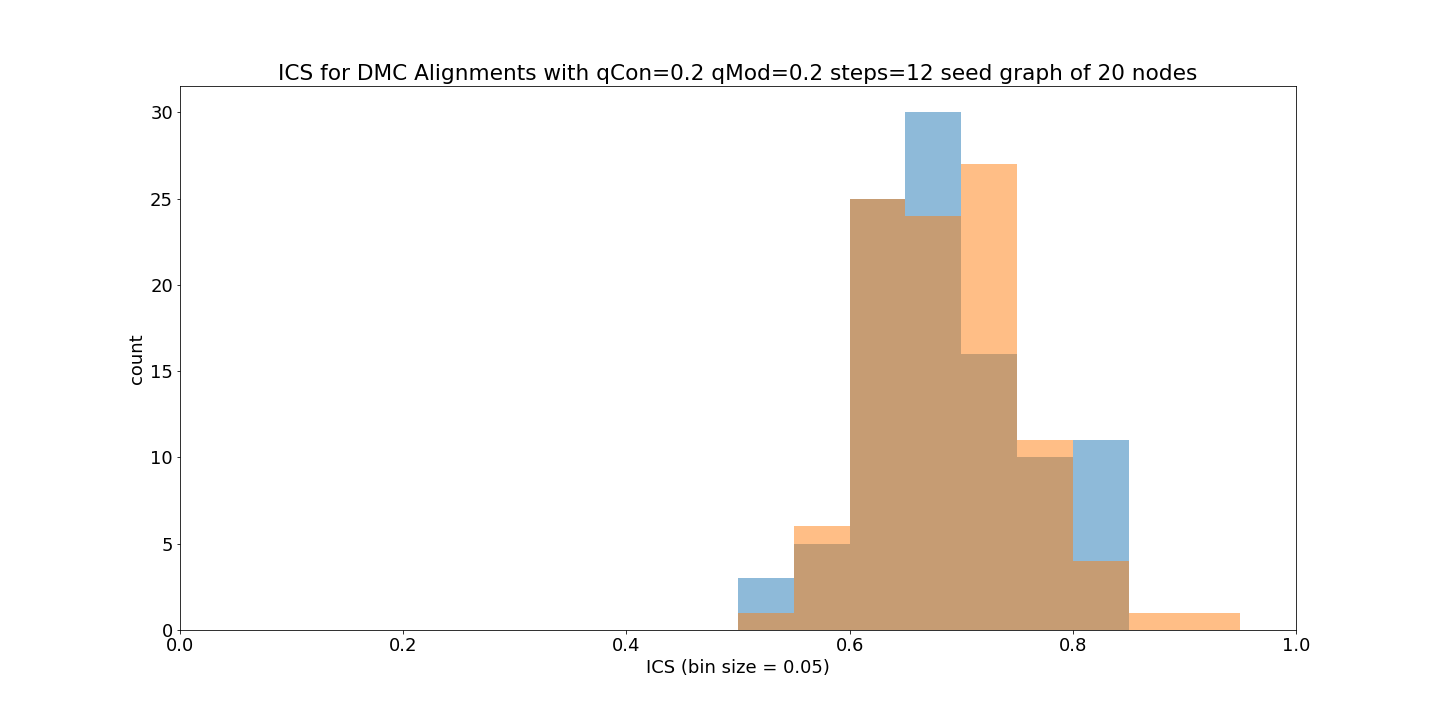 ICS for DMC Alignments with qCon=0.2 qMod=0.2 steps=12 seed graph of 20 nodes
30
25
20
15
10
5
0
count
0.0 0.2 0.4 0.6 0.8 1.0
ICS (bin size = 0.05)